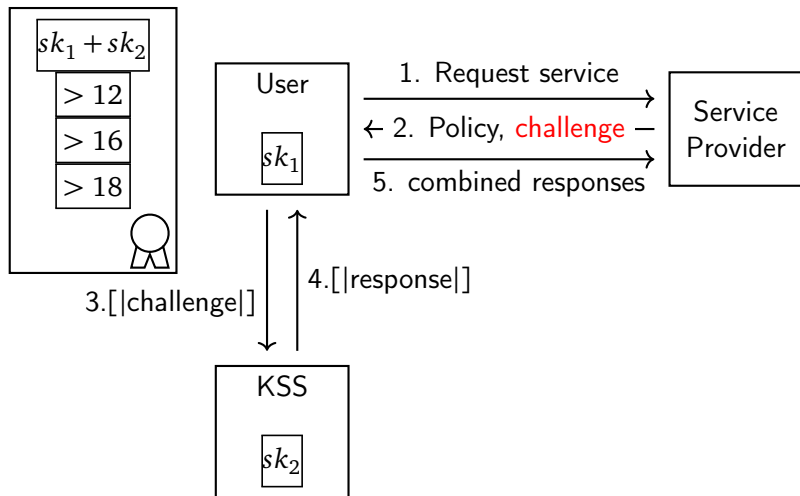 sk₁ + sk₂
> 12
> 16
> 18
User
sk₁
1. Request service
2. Policy, challenge
5. combined responses
Service
Provider
3.[|challenge|]
4.[|response|]
KSS
sk₂